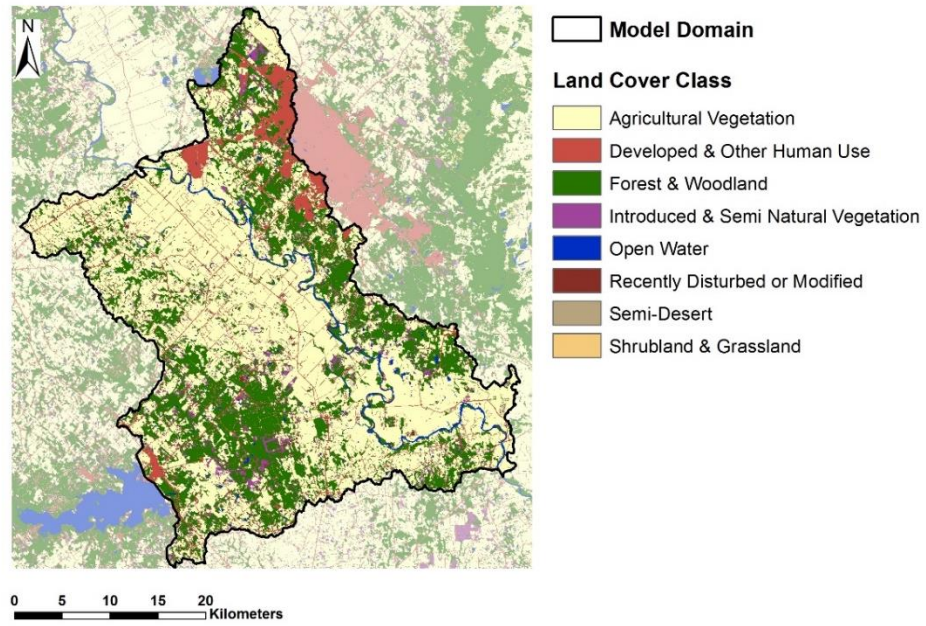 N
Model Domain
Land Cover Class
Agricultural Vegetation
Developed & Other Human Use
Forest & Woodland
Introduced & Semi Natural Vegetation
Open Water
Recently Disturbed or Modified
Semi-Desert
Shrubland & Grassland
0 5 10 15 20
Kilometers